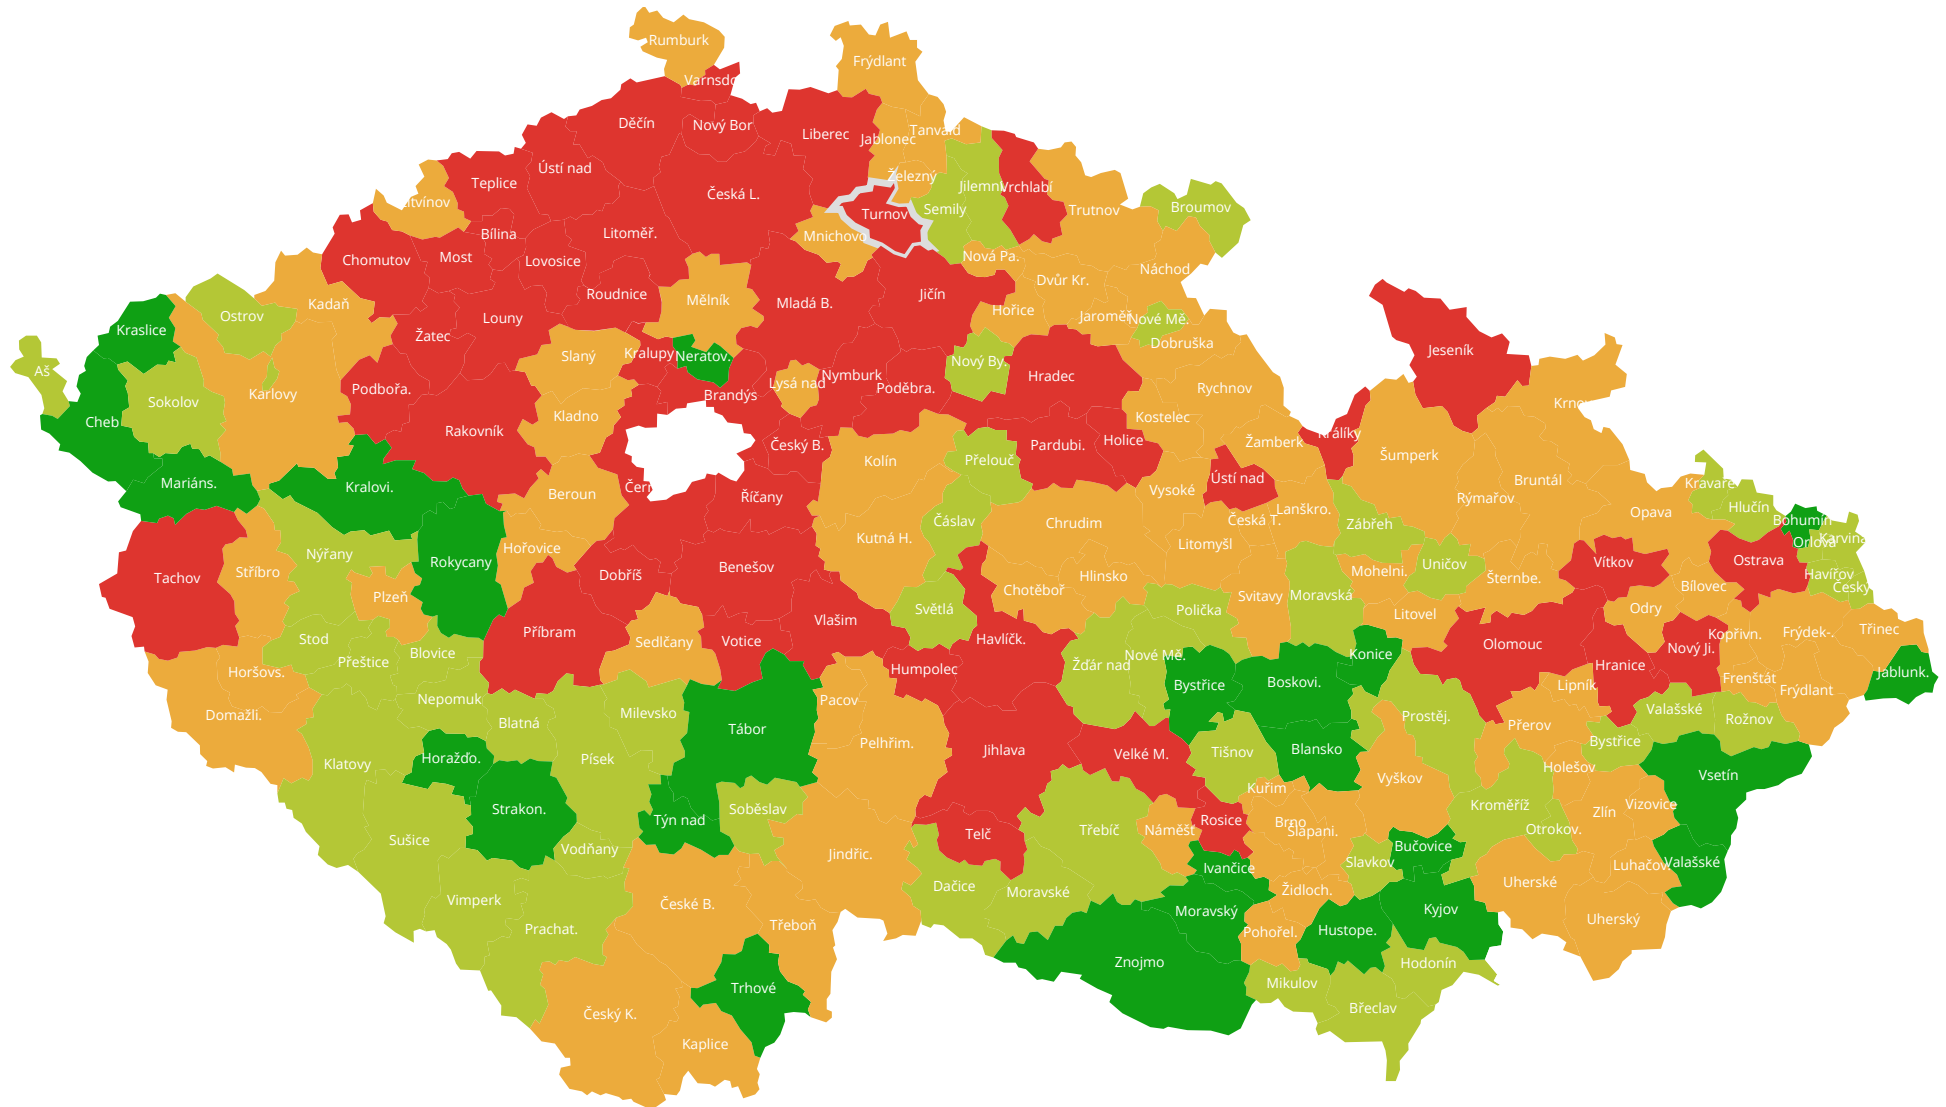 Rumburk
Frýdlant
Varnsdo
Děčín
Nový Bor
Liberec
Jablonec
Tanvald
Ústí nad
Teplice
Česká L.
Železný
Jilemni
Vrchlabí
Litvínov
Turnov
Semily
Trutnov
Broumov
Bílina
Litoměř.
Mnichovo
Chomutov
Most
Lovosice
Nová Pa.
Náchod
Kadaň
Roudnice
Mělník
Mladá B.
Jičín
Dvůr Kr.
Hořice
Jaroměř
Nové Mě.
Kraslice
Ostrov
Louny
Žatec
Dobruška
Slaný
Kralupy
Neratov.
Nový By.
Jeseník
Aš
Sokolov
Karlovy
Podbořa.
Lysá nad
Nymburk
Poděbra.
Hradec
Rychnov
Brandýs
Krnov
Cheb
Rakovník
Kladno
Kostelec
Český B.
Pardubi.
Holice
Žamberk
Králíky
Šumperk
Kolín
Přelouč
Mariáns.
Kralovi.
Beroun
Čern
Říčany
Vysoké
Ústí nad
Rýmařov
Bruntál
Kravaře
Hlučín
Česká T.
Lanškro.
Opava
Čáslav
Chrudim
Zábřeh
Bohumín
Nýřany
Hořovice
Kutná H.
Litomyšl
Orlová
Karviná
Stříbro
Rokycany
Benešov
Dobříš
Tachov
Uničov
Vítkov
Ostrava
Mohelni.
Šternbe.
Havířov
Český
Plzeň
Chotěboř
Hlinsko
Bílovec
Světlá
Polička
Svitavy
Moravská
Litovel
Odry
Příbram
Vlašim
Stod
Sedlčany
Votice
Havlíčk.
Olomouc
Kopřivn.
Frýdek-.
Třinec
Přeštice
Blovice
Humpolec
Žďár nad
Nové Mě.
Konice
Hranice
Nový Ji.
Horšovs.
Bystřice
Boskovi.
Lipník
Frenštát
Frýdlant
Jablunk.
Domažli.
Nepomuk
Blatná
Milevsko
Pacov
Prostěj.
Přerov
Valašské
Rožnov
Tábor
Pelhřim.
Jihlava
Velké M.
Tišnov
Blansko
Bystřice
Klatovy
Horažďo.
Písek
Vyškov
Holešov
Vsetín
Strakon.
Týn nad
Soběslav
Kuřim
Kroměříž
Zlín
Vizovice
Sušice
Vodňany
Telč
Třebíč
Náměšť
Rosice
Brno
Šlapani.
Otrokov.
Jindřic.
Ivančice
Slavkov
Bučovice
Luhačov.
Valašské
Dačice
Moravské
Židloch.
Uherské
Vimperk
České B.
Moravský
Kyjov
Uherský
Prachat.
Třeboň
Pohořel.
Hustope.
Znojmo
Hodonín
Trhové
Mikulov
Břeclav
Český K.
Kaplice